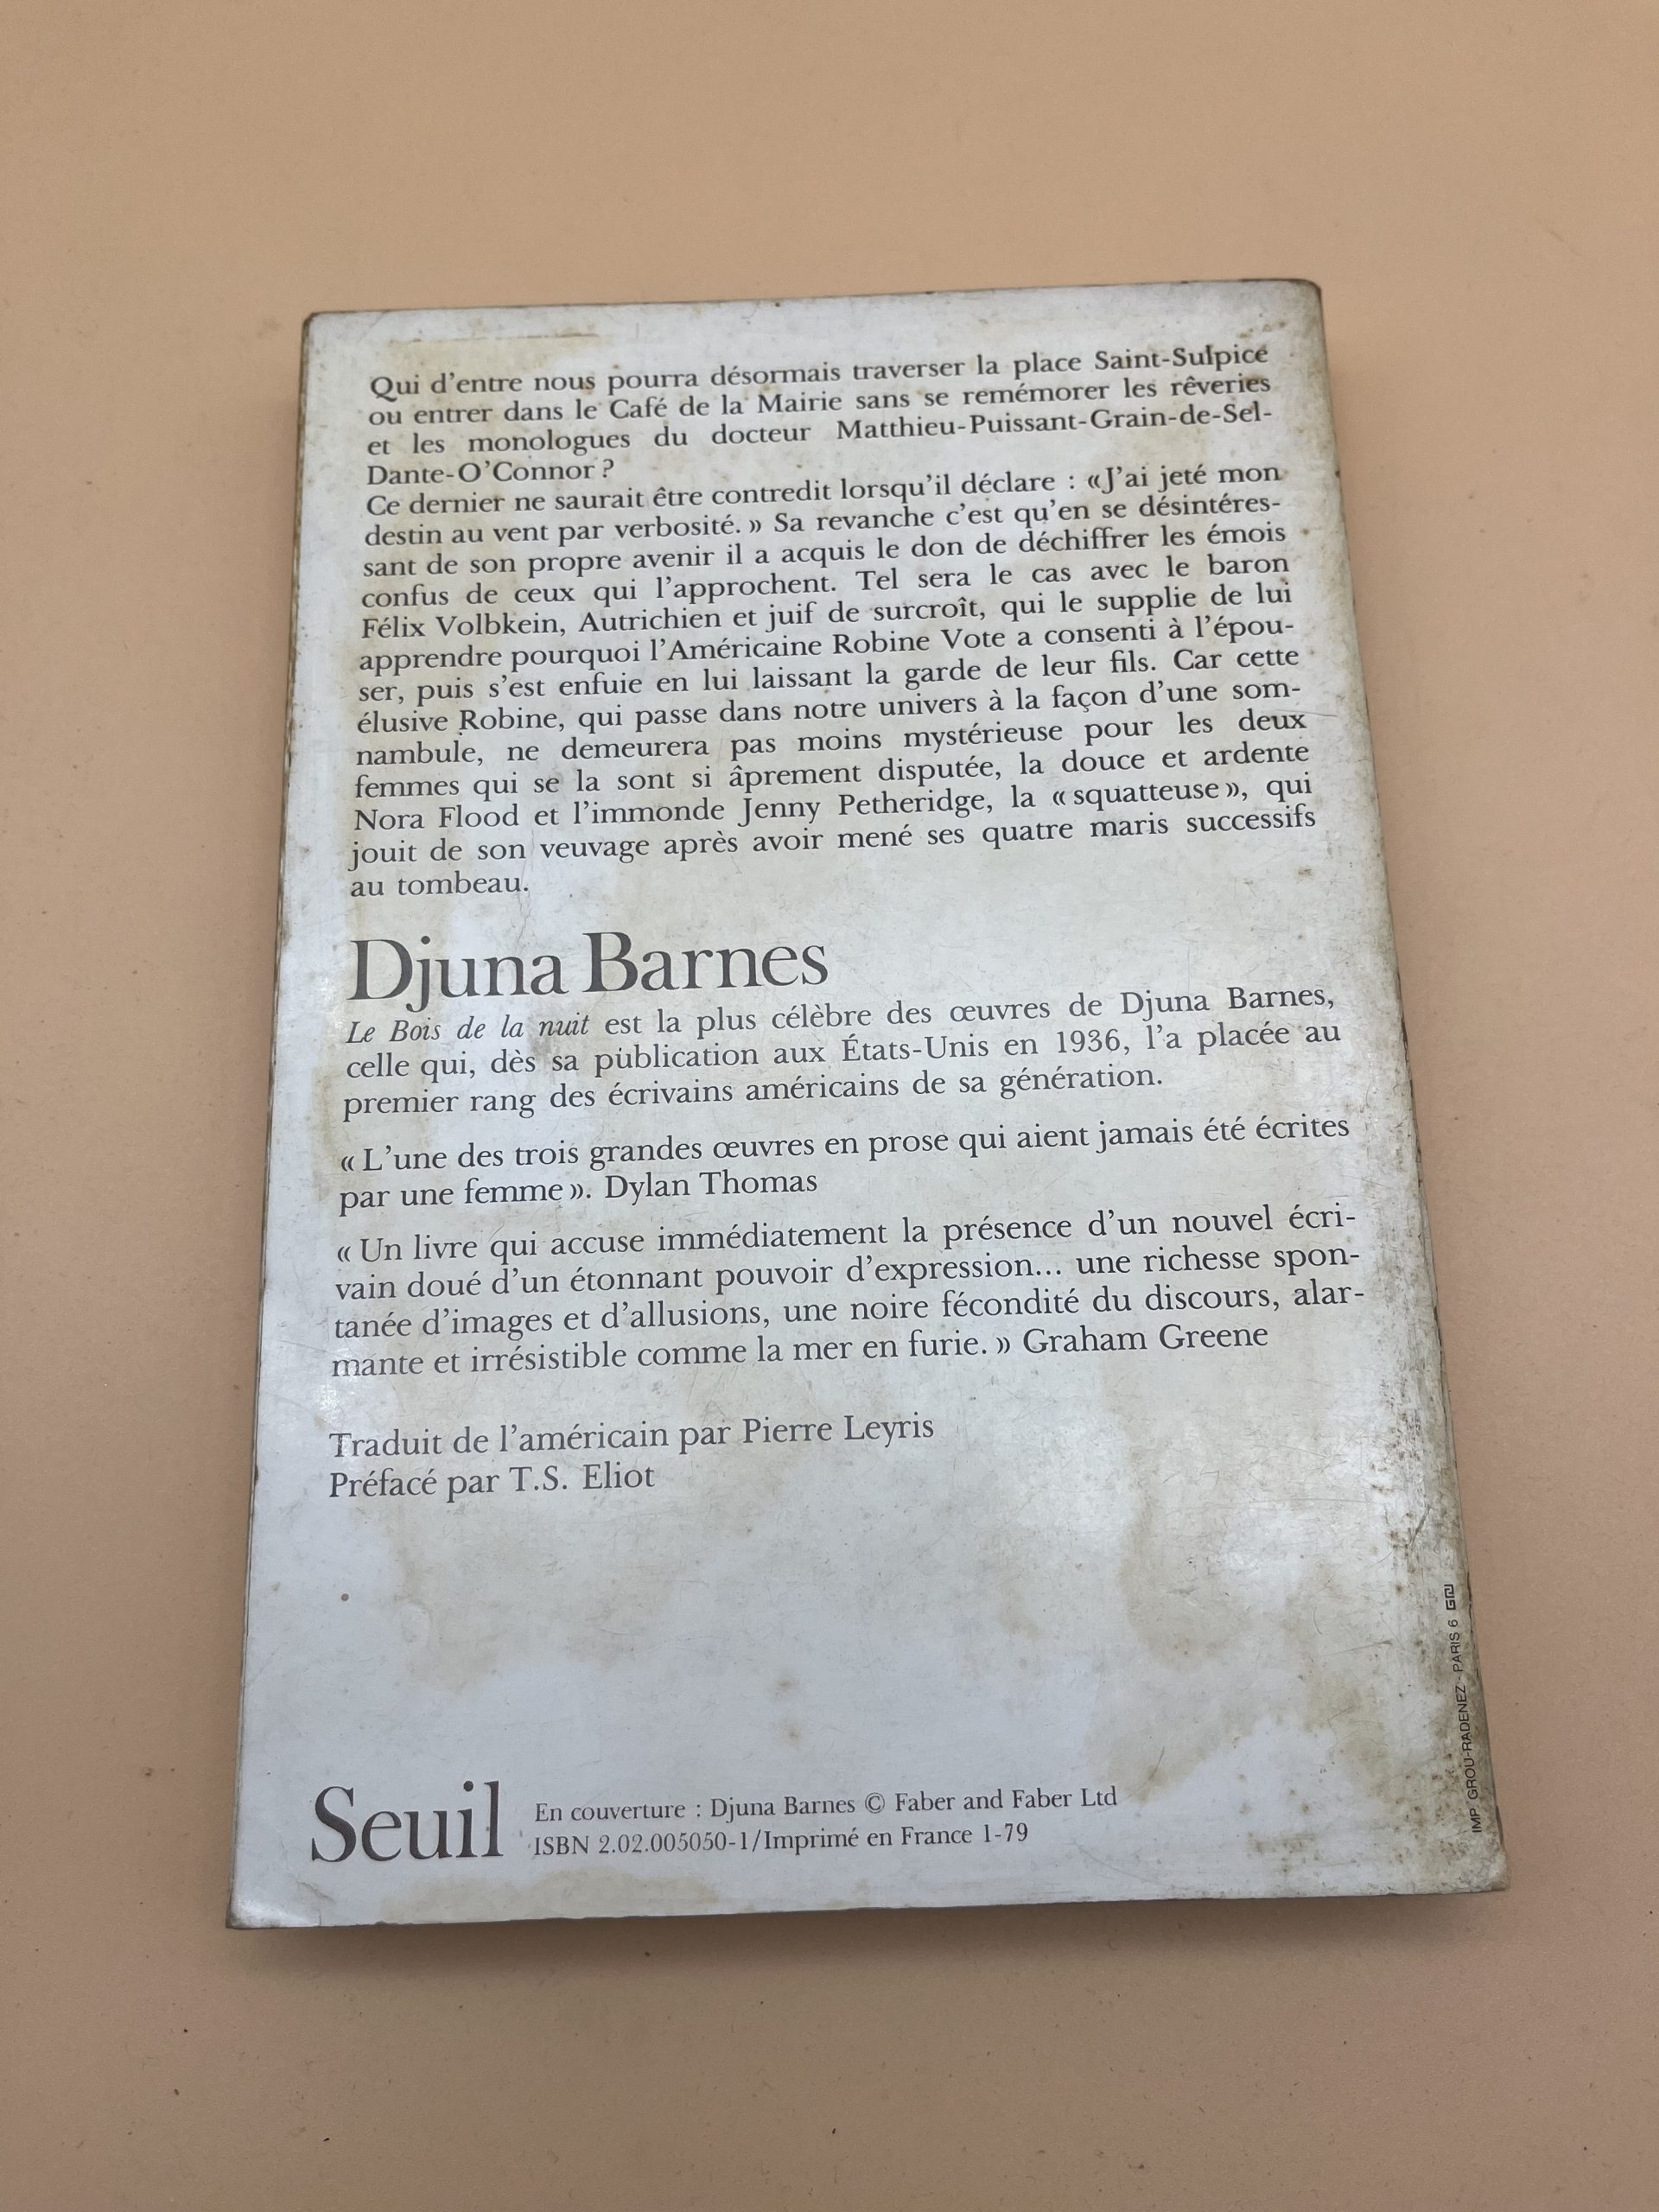 Qui d'entre nous pourra désormais traverser la place Saint-Sulpice
ou entrer dans le Café de la Mairie sans se remémorer les rêveries
et les monologues du docteur Matthieu-Puissant-Grain-de-Sel-
Dante-O'Connor ?
Ce dernier ne saurait être contredit lorsqu'il déclare : «J'ai jeté mon
destin au vent par verbosité.» Sa revanche c'est qu'en se désintéres-
sant de son propre avenir il a acquis le don de déchiffrer les émois
confus de ceux qui l'approchent. Tel sera le cas avec le baron
Félix Volbkein, Autrichien et juif de surcroît, qui le supplie de lui
apprendre pourquoi l'Américaine Robine Vote a consenti à l'épou-
ser, puis s'est enfuie en lui laissant la garde de leur fils. Car cette
élusive Robine, qui passe dans notre univers à la façon d'une som-
nambule, ne demeurera pas moins mystérieuse pour les deux
femmes qui se la sont si âprement disputée, la douce et ardente
Nora Flood et l'immonde Jenny Petheridge, la «squatteuse», qui
jouit de son veuvage après avoir mené ses quatre maris successifs
au tombeau.
Djuna Barnes
Le Bois de la nuit est la plus célèbre des œuvres de Djuna Barnes,
celle qui, dès sa publication aux États-Unis en 1936, l'a placée au
premier rang des écrivains américains de sa génération.
« L'une des trois grandes œuvres en prose qui aient jamais été écrites
par une femme». Dylan Thomas
« Un livre qui accuse immédiatement la présence d'un nouvel écri-
vain doué d'un étonnant pouvoir d'expression... une richesse spon-
tanée d'images et d'allusions, une noire fécondité du discours, alar-
mante et irrésistible comme la mer en furie.» Graham Greene
Traduit de l'américain par Pierre Leyris
Préfacé par T.S. Eliot
IMP. GROU-RADENEZ - PARIS 6
Seuil
En couverture : Djuna Barnes © Faber and Faber Ltd
ISBN 2.02.005050-1/Imprimé en France 1-79